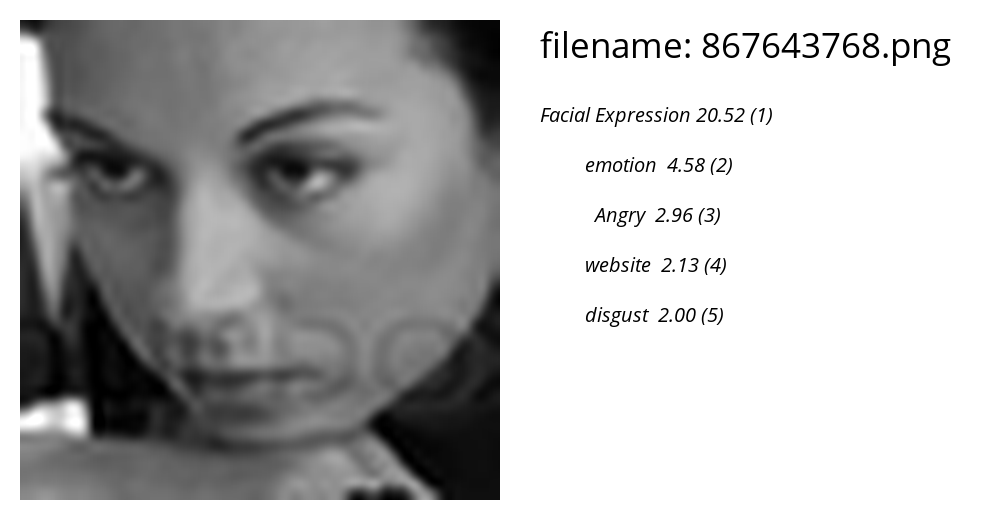 filename: 867643768.png
Facial Expression 20.52 (1)
emotion 4.58 (2)
Angry 2.96 (3)
website 2.13 (4)
disgust 2.00 (5)